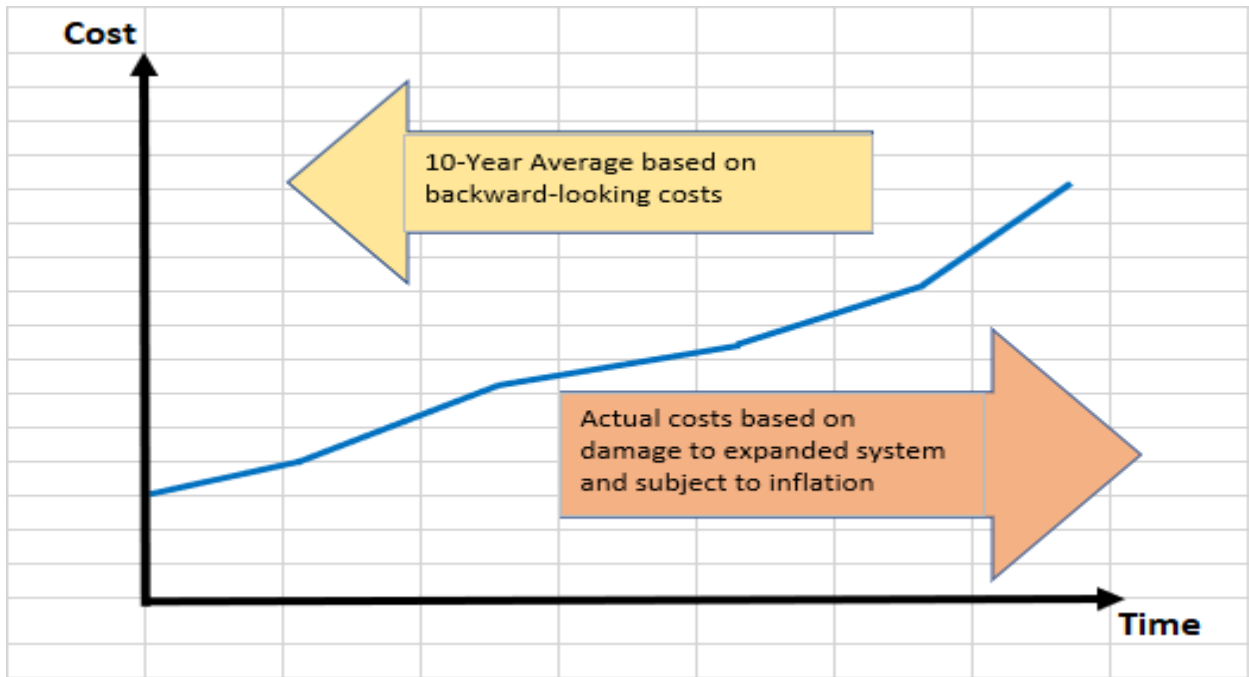 Cost
10-Year Average based on
backward-looking costs
Actual costs based on
damage to expanded system
and subject to inflation
Time